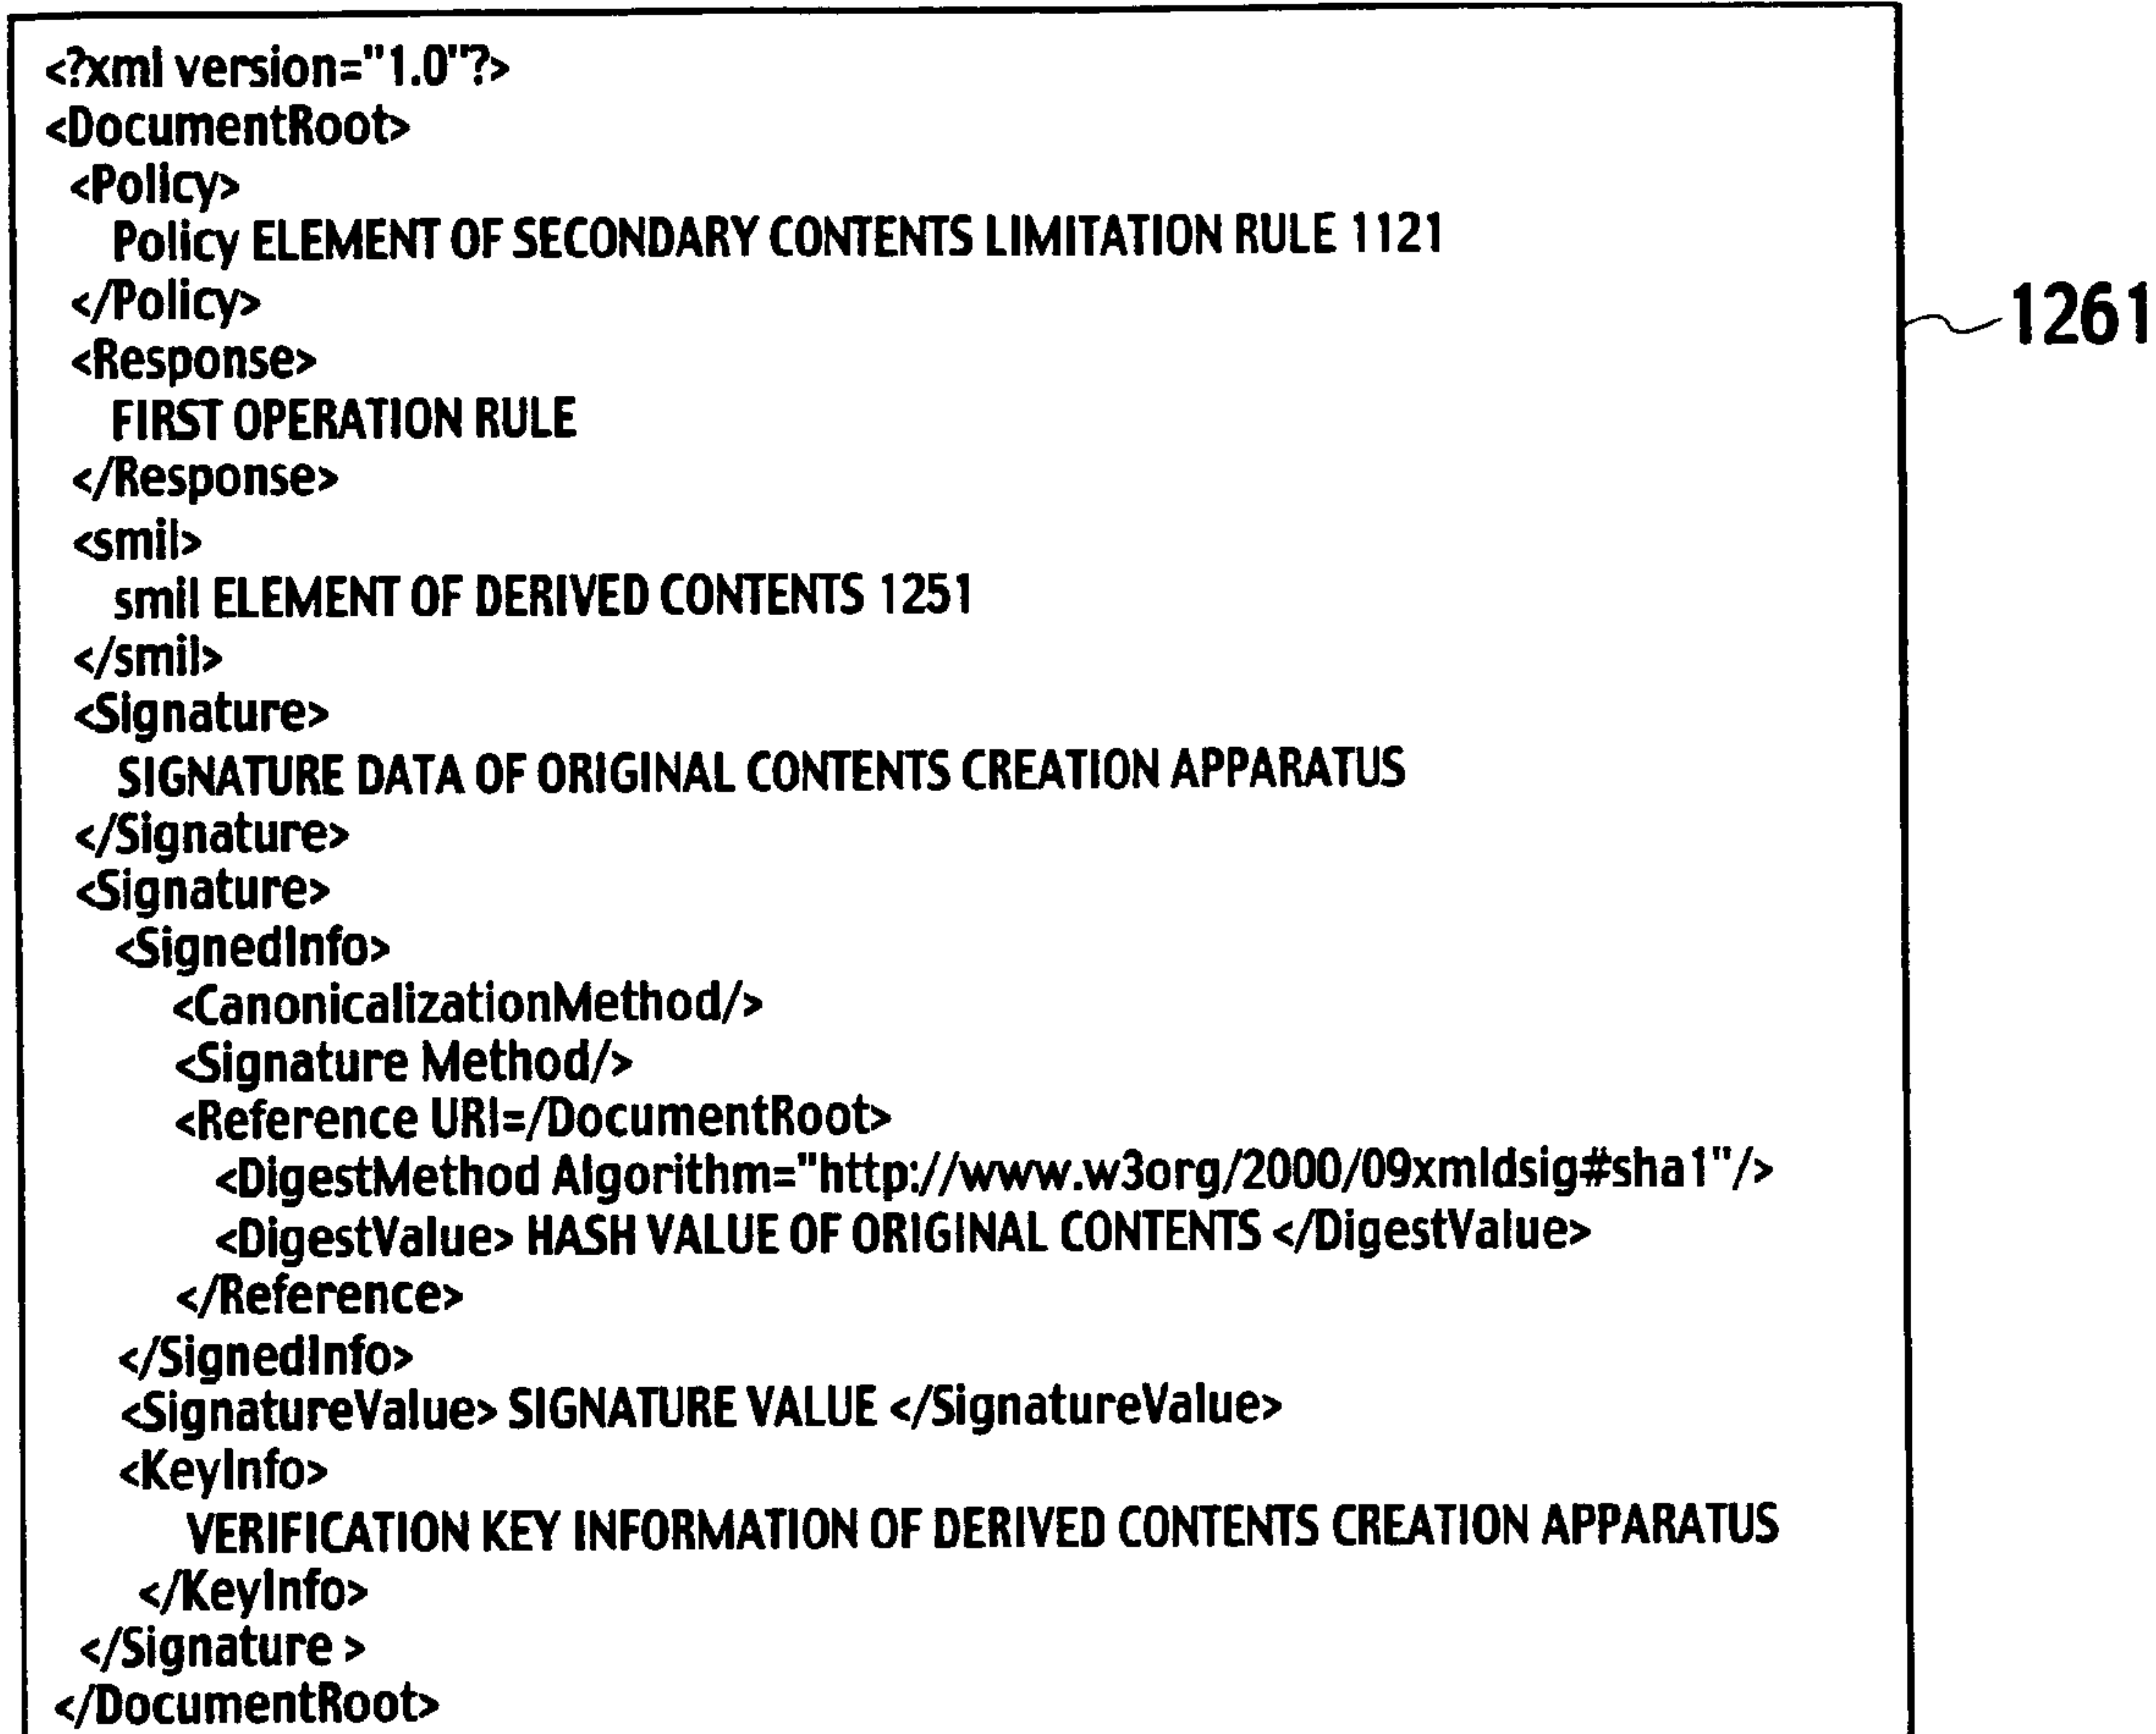 <?xml version="1.0"?>
<DocumentRoot>
<Policy>
Policy ELEMENT OF SECONDARY CONTENTS LIMITATION RULE 1121
</Policy>
<Response>
FIRST OPERATION RULE
</Response>
<smil>
smil ELEMENT OF DERIVED CONTENTS 1251
</smil>
<Signature>
SIGNATURE DATA OF ORIGINAL CONTENTS CREATION APPARATUS
</Signature>
<Signature>
<SignedInfo>
<CanonicalizationMethod/>
<Signature Method/>
<Reference URI=/DocumentRoot>
<DigestMethod Algorithm="http://www.w3org/2000/09xmldsig#sha1"/>
<DigestValue> HASH VALUE OF ORIGINAL CONTENTS </DigestValue>
</Reference>
</SignedInfo>
<SignatureValue> SIGNATURE VALUE </SignatureValue>
<KeyInfo>
VERIFICATION KEY INFORMATION OF DERIVED CONTENTS CREATION APPARATUS
</KeyInfo>
</Signature >
</DocumentRoot>
1261